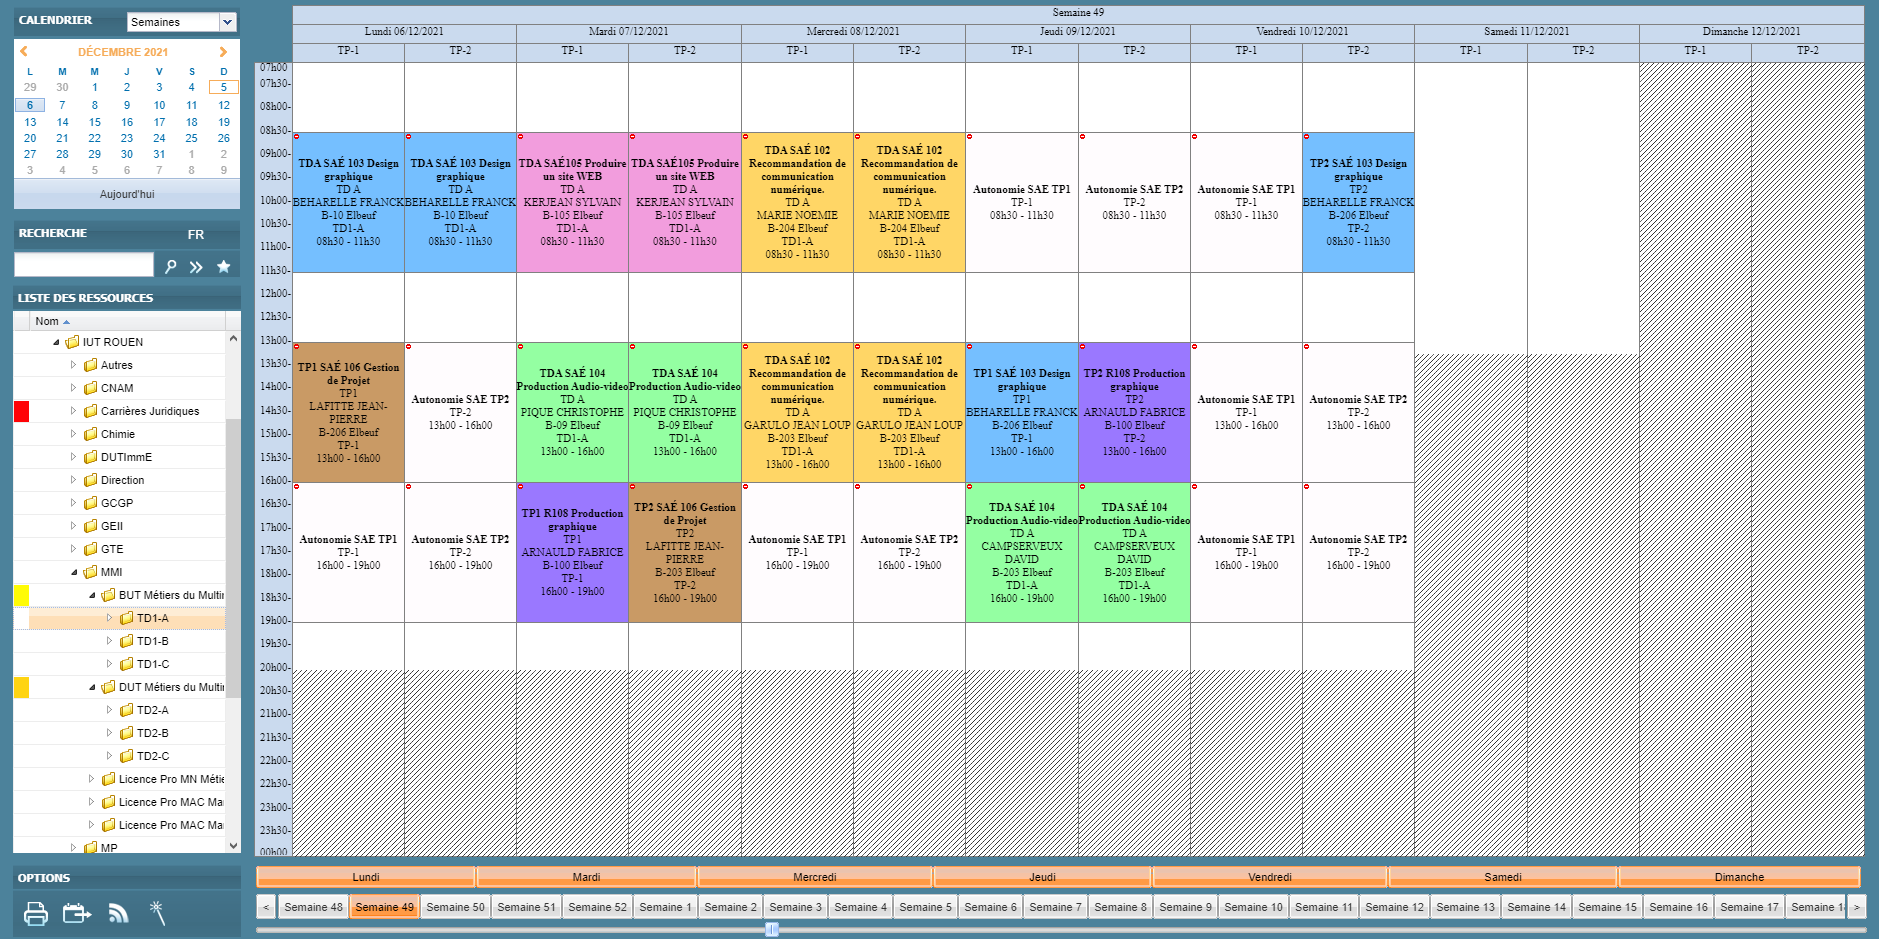 CALENDRIER
Semaines
DÉCEMBRE 2021
L M M J V S D
29 30 1 2 3 4 5
6 7 8 9 10 11 12
13 14 15 16 17 18 19
20 21 22 23 24 25 26
27 28 29 30 31 1 2
3 4 5 6 7 8 9
Aujourd'hui
RECHERCHE FR
LISTE DES RESSOURCES
Nom
IUT ROUEN
Autres
CNAM
Carrières Juridiques
Chimie
DUTImmE
Direction
GCGP
GEII
GTE
MMI
BUT Métiers du Multin
TD1-A
TD1-B
TD1-C
DUT Métiers du Multin
TD2-A
TD2-B
TD2-C
Licence Pro MN Métie
Licence Pro MAC Ma
Licence Pro MAC Ma
MP
OPTIONS
Semaine 49
Lundi 06/12/2021 Mardi 07/12/2021 Mercredi 08/12/2021 Jeudi 09/12/2021 Vendredi 10/12/2021 Samedi 11/12/2021 Dimanche 12/12/2021
TP-1 TP-2 TP-1 TP-2 TP-1 TP-2 TP-1 TP-2 TP-1 TP-2 TP-1 TP-2 TP-1 TP-2
07h00
07h30-
08h00-
08h30-
09h00-
09h30-
10h00-
10h30-
11h00-
11h30-
12h00-
12h30-
13h00-
13h30-
14h00-
14h30-
15h00-
15h30-
16h00-
16h30-
17h00-
17h30-
18h00-
18h30-
19h00-
19h30-
20h00-
20h30-
21h00-
21h30-
22h00-
22h30-
23h00-
23h30-
00h00
TDA SAÉ 103 Design
graphique
TD A
BEHARELLE FRANCK
B-10 Elbeuf
TD1-A
08h30 - 11h30
TDA SAÉ 103 Design
graphique
TD A
BEHARELLE FRANCK
B-10 Elbeuf
TD1-A
08h30 - 11h30
TDA SAÉ105 Produire
un site WEB
TD A
KERJEAN SYLVAIN
B-105 Elbeuf
TD1-A
08h30 - 11h30
TDA SAÉ105 Produire
un site WEB
TD A
KERJEAN SYLVAIN
B-105 Elbeuf
TD1-A
08h30 - 11h30
TDA SAÉ 102
Recommandation de
communication
numérique.
TD A
MARIE NOEMIE
B-204 Elbeuf
TD1-A
08h30 - 11h30
TDA SAÉ 102
Recommandation de
communication
numérique.
TD A
MARIE NOEMIE
B-204 Elbeuf
TD1-A
08h30 - 11h30
Autonomie SAE TP1
TP-1
08h30 - 11h30
Autonomie SAE TP2
TP-2
08h30 - 11h30
Autonomie SAE TP1
TP-1
08h30 - 11h30
TP2 SAÉ 103 Design
graphique
TP2
BEHARELLE FRANCK
B-206 Elbeuf
TP-2
08h30 - 11h30
TP1 SAÉ 106 Gestion
de Projet
TP1
LAFITTE JEAN-
PIERRE
B-206 Elbeuf
TP-1
13h00 - 16h00
Autonomie SAE TP2
TP-2
13h00 - 16h00
TDA SAÉ 104
Production Audio-video
TD A
PIQUE CHRISTOPHE
B-09 Elbeuf
TD1-A
13h00 - 16h00
TDA SAÉ 104
Production Audio-video
TD A
PIQUE CHRISTOPHE
B-09 Elbeuf
TD1-A
13h00 - 16h00
TDA SAÉ 102
Recommandation de
communication
numérique.
TD A
GARULO JEAN LOUP
B-203 Elbeuf
TD1-A
13h00 - 16h00
TDA SAÉ 102
Recommandation de
communication
numérique.
TD A
GARULO JEAN LOUP
B-203 Elbeuf
TD1-A
13h00 - 16h00
TP1 SAÉ 103 Design
graphique
TP1
BEHARELLE FRANCK
B-206 Elbeuf
TP-1
13h00 - 16h00
TP2 R108 Production
graphique
TP2
ARNAULD FABRICE
B-100 Elbeuf
TP-2
13h00 - 16h00
Autonomie SAE TP1
TP-1
13h00 - 16h00
Autonomie SAE TP2
TP-2
13h00 - 16h00
Autonomie SAE TP1
TP-1
16h00 - 19h00
Autonomie SAE TP2
TP-2
16h00 - 19h00
TP1 R108 Production
graphique
TP1
ARNAULD FABRICE
B-100 Elbeuf
TP-1
16h00 - 19h00
TP2 SAÉ 106 Gestion
de Projet
TP2
LAFITTE JEAN-
PIERRE
B-203 Elbeuf
TP-2
16h00 - 19h00
Autonomie SAE TP1
TP-1
16h00 - 19h00
Autonomie SAE TP2
TP-2
16h00 - 19h00
TDA SAÉ 104
Production Audio-video
TD A
CAMPSERVEUX
DAVID
B-203 Elbeuf
TD1-A
16h00 - 19h00
TDA SAÉ 104
Production Audio-video
TD A
CAMPSERVEUX
DAVID
B-203 Elbeuf
TD1-A
16h00 - 19h00
Autonomie SAE TP1
TP-1
16h00 - 19h00
Autonomie SAE TP2
TP-2
16h00 - 19h00
Lundi Mardi Mercredi Jeudi Vendredi Samedi Dimanche
< Semaine 48 Semaine 49 Semaine 50 Semaine 51 Semaine 52 Semaine 1 Semaine 2 Semaine 3 Semaine 4 Semaine 5 Semaine 6 Semaine 7 Semaine 8 Semaine 9 Semaine 10 Semaine 11 Semaine 12 Semaine 13 Semaine 14 Semaine 15 Semaine 16 Semaine 17 Semaine 1 >